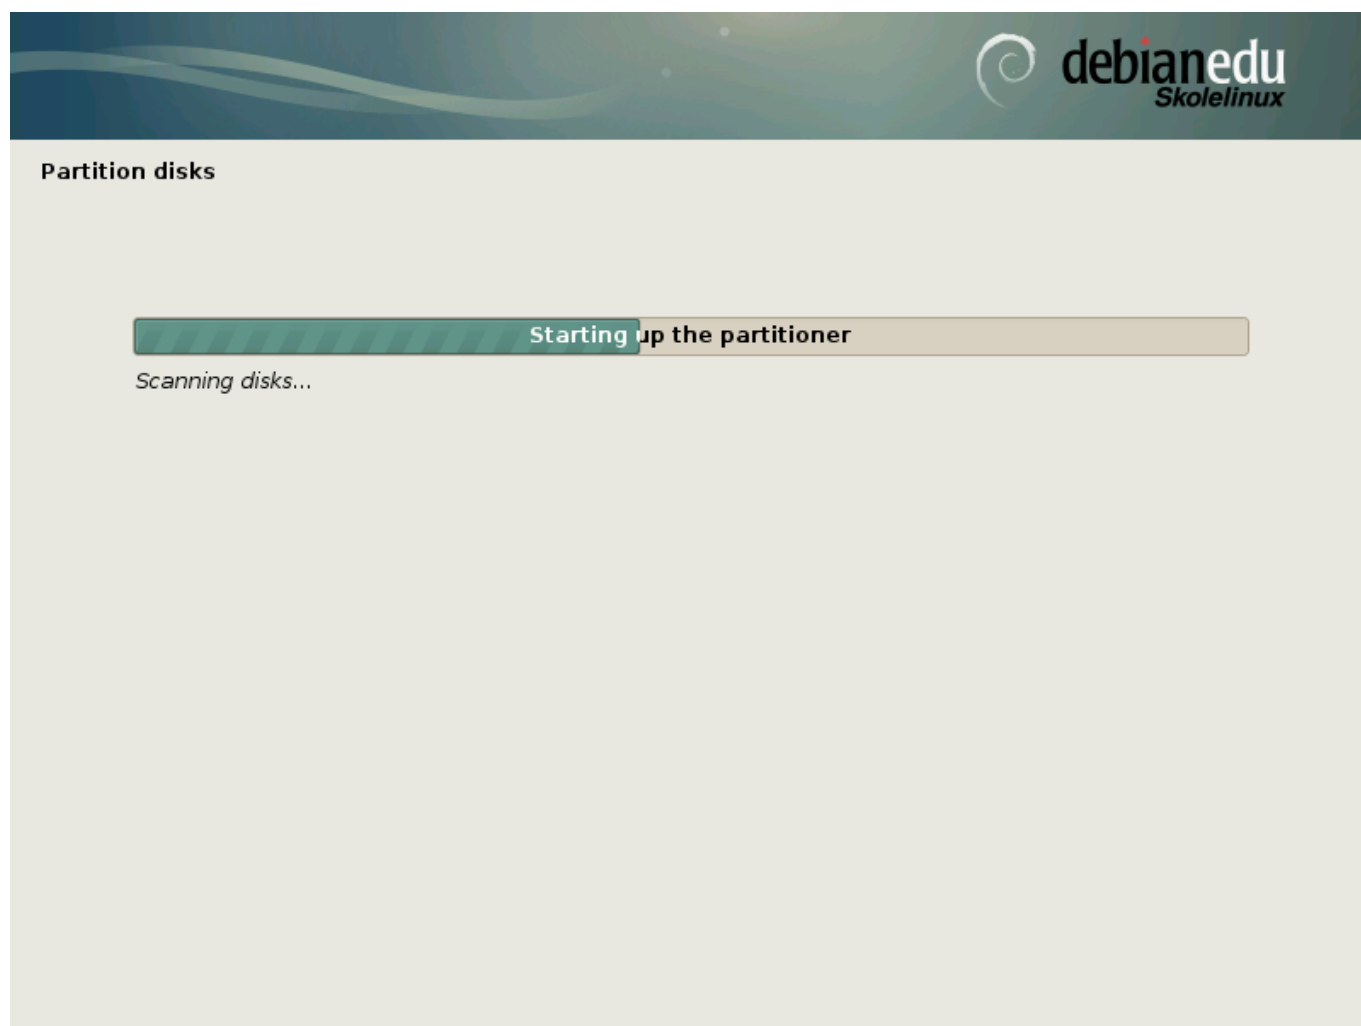 debianedu
Skolelinux
Partition disks
Starting up the partitioner
Scanning disks...